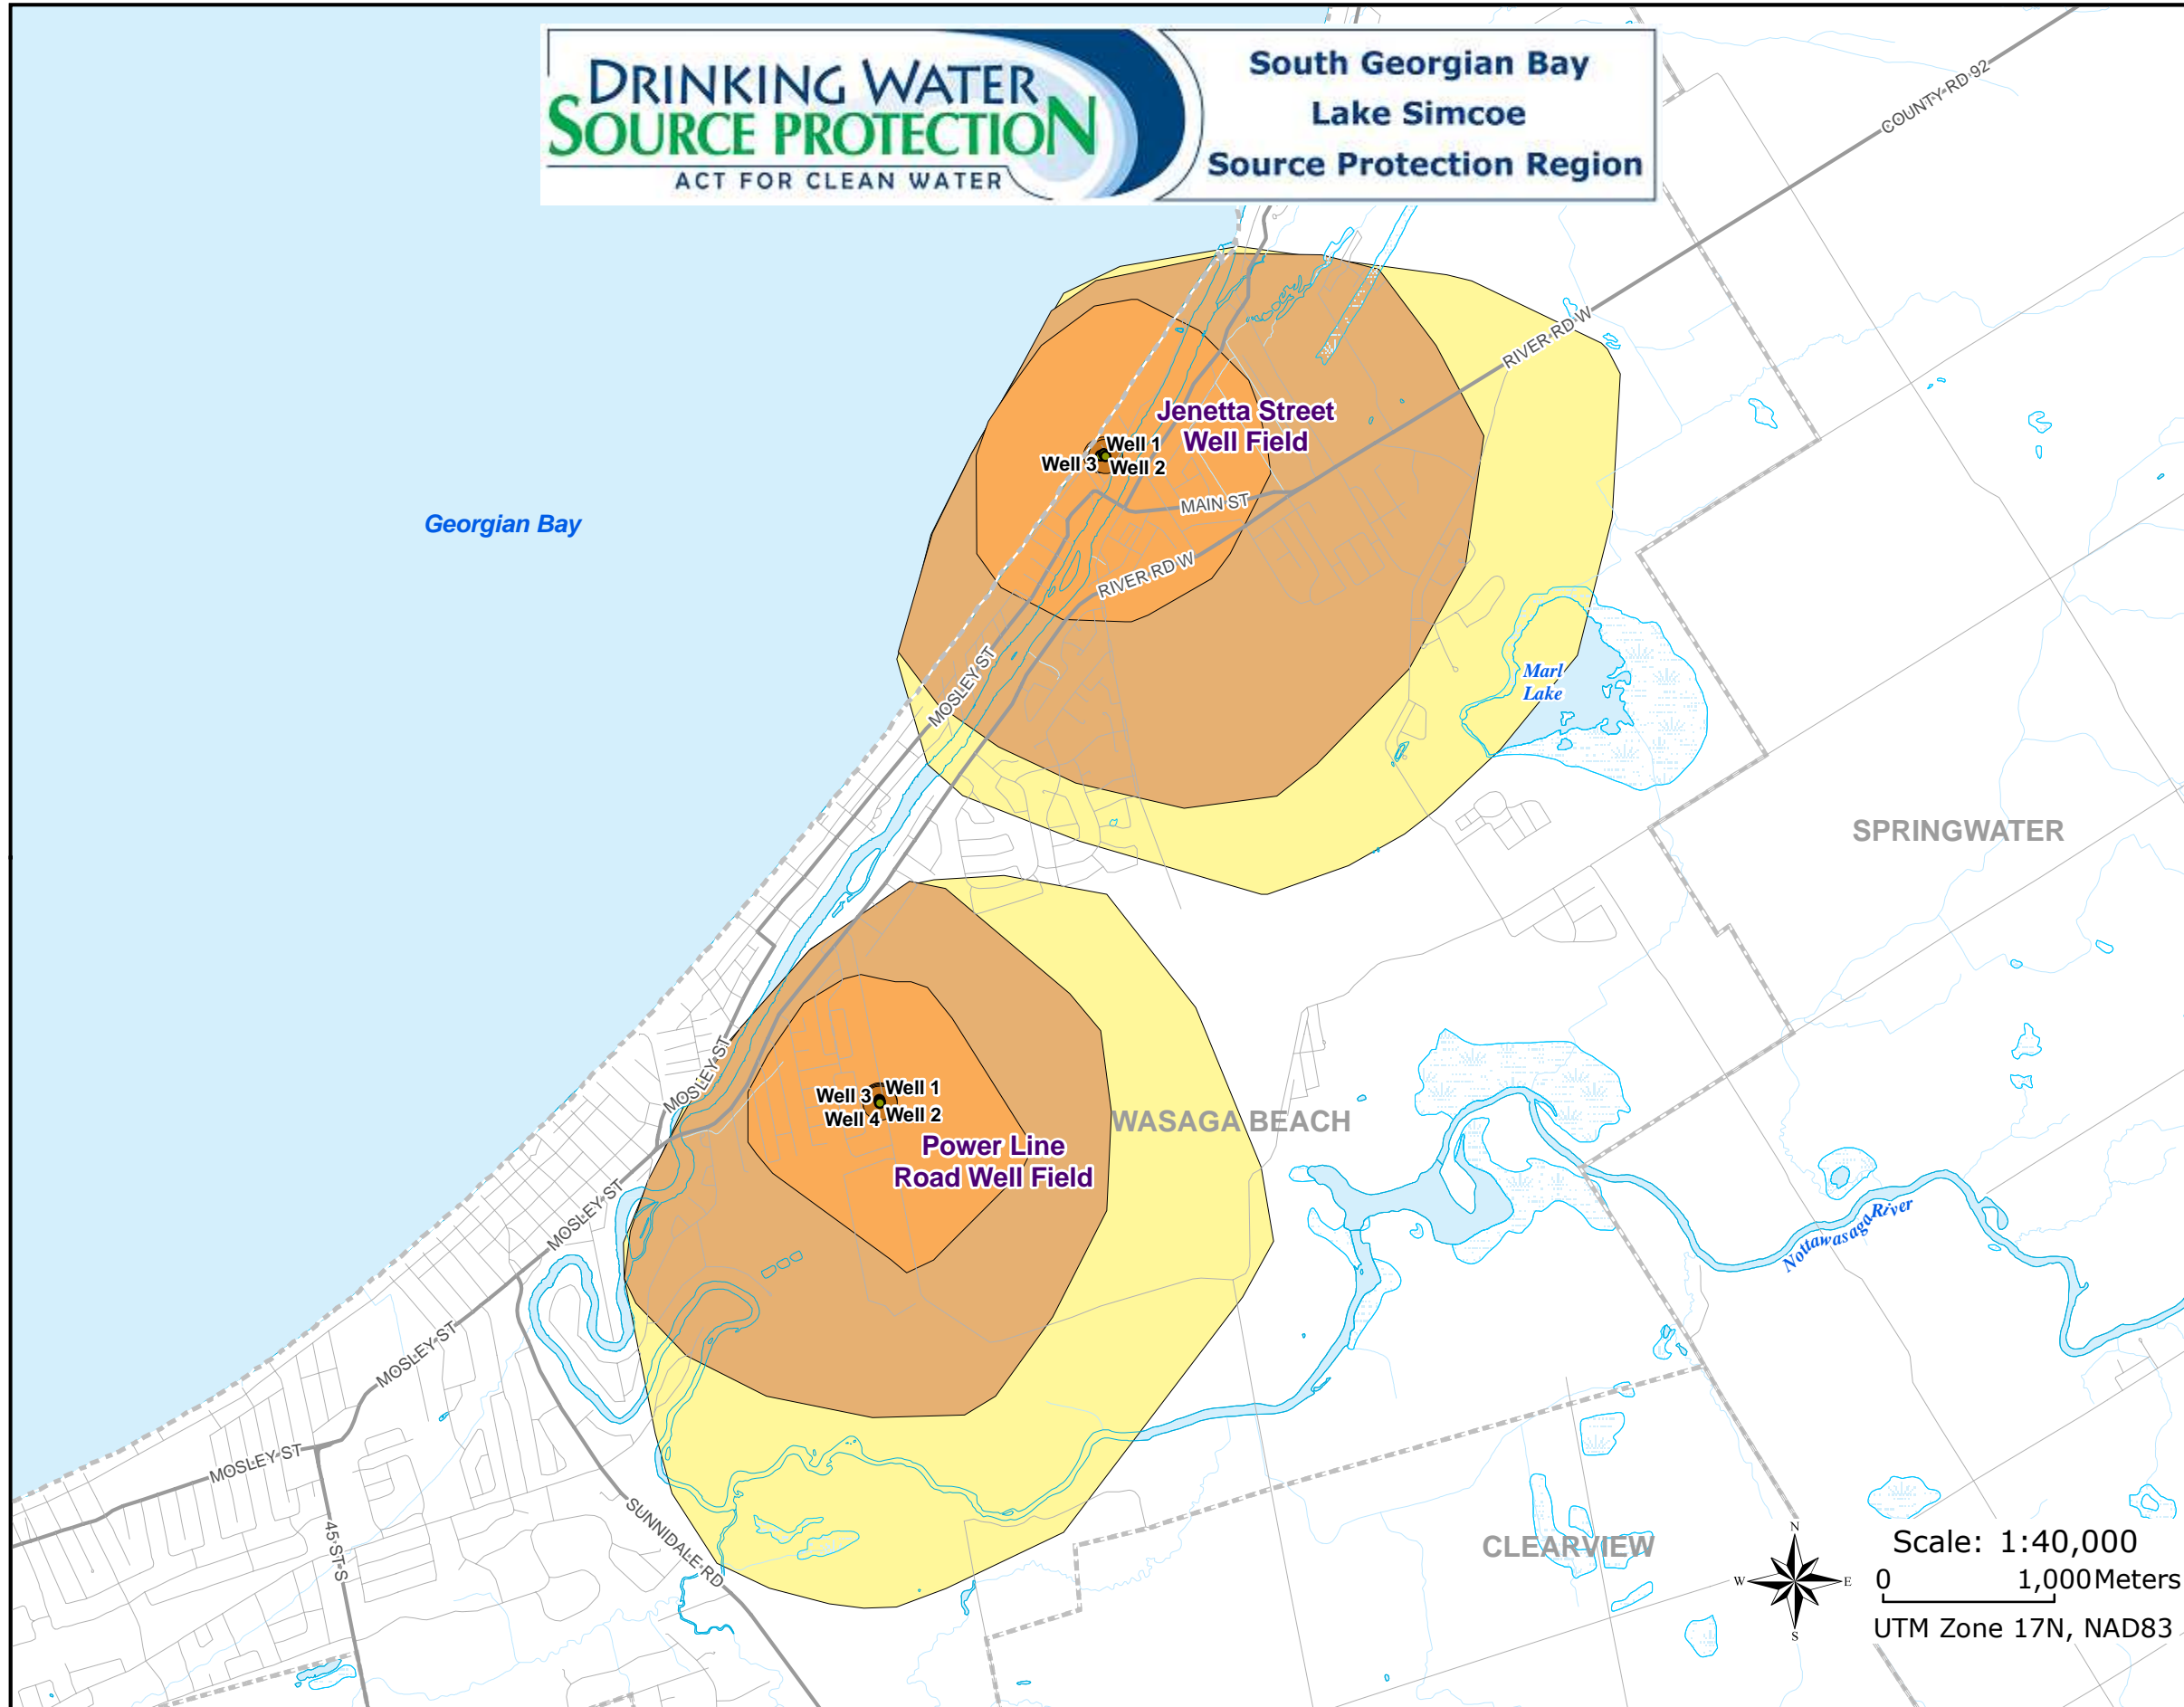 DRINKING WATER
SOURCE PROTECTION
ACT FOR CLEAN WATER
South Georgian Bay
Lake Simcoe
Source Protection Region
COUNTY RD 92
RIVER RD W
Jenetta Street
Well Field
Well 1
Well 3
Well 2
MAIN ST
Georgian Bay
RIVER RD W
MOSLEY ST
Marl
Lake
SPRINGWATER
MOSLEY ST
Well 3
Well 1
Well 4
Well 2
WASAGA BEACH
Power Line
Road Well Field
MOSLEY ST
Nottawasaga River
MOSLEY ST
MOSLEY ST
45 ST S
SUNNIDALE RD
CLEARVIEW
N
W
E
S
Scale: 1:40,000
0 1,000 Meters
UTM Zone 17N, NAD83